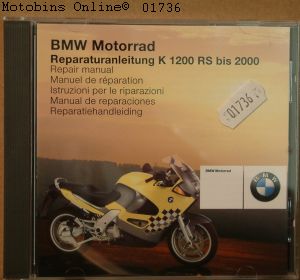 Motobins Online© 01736
BMW Motorrad
Reparaturanleitung K 1200 RS bis 2000
Repair manual
Manuel de réparation
Istruzioni per le riparazioni
Manual de reparaciones
Reparatiehandleiding
01736
BMW Motorrad
BMW